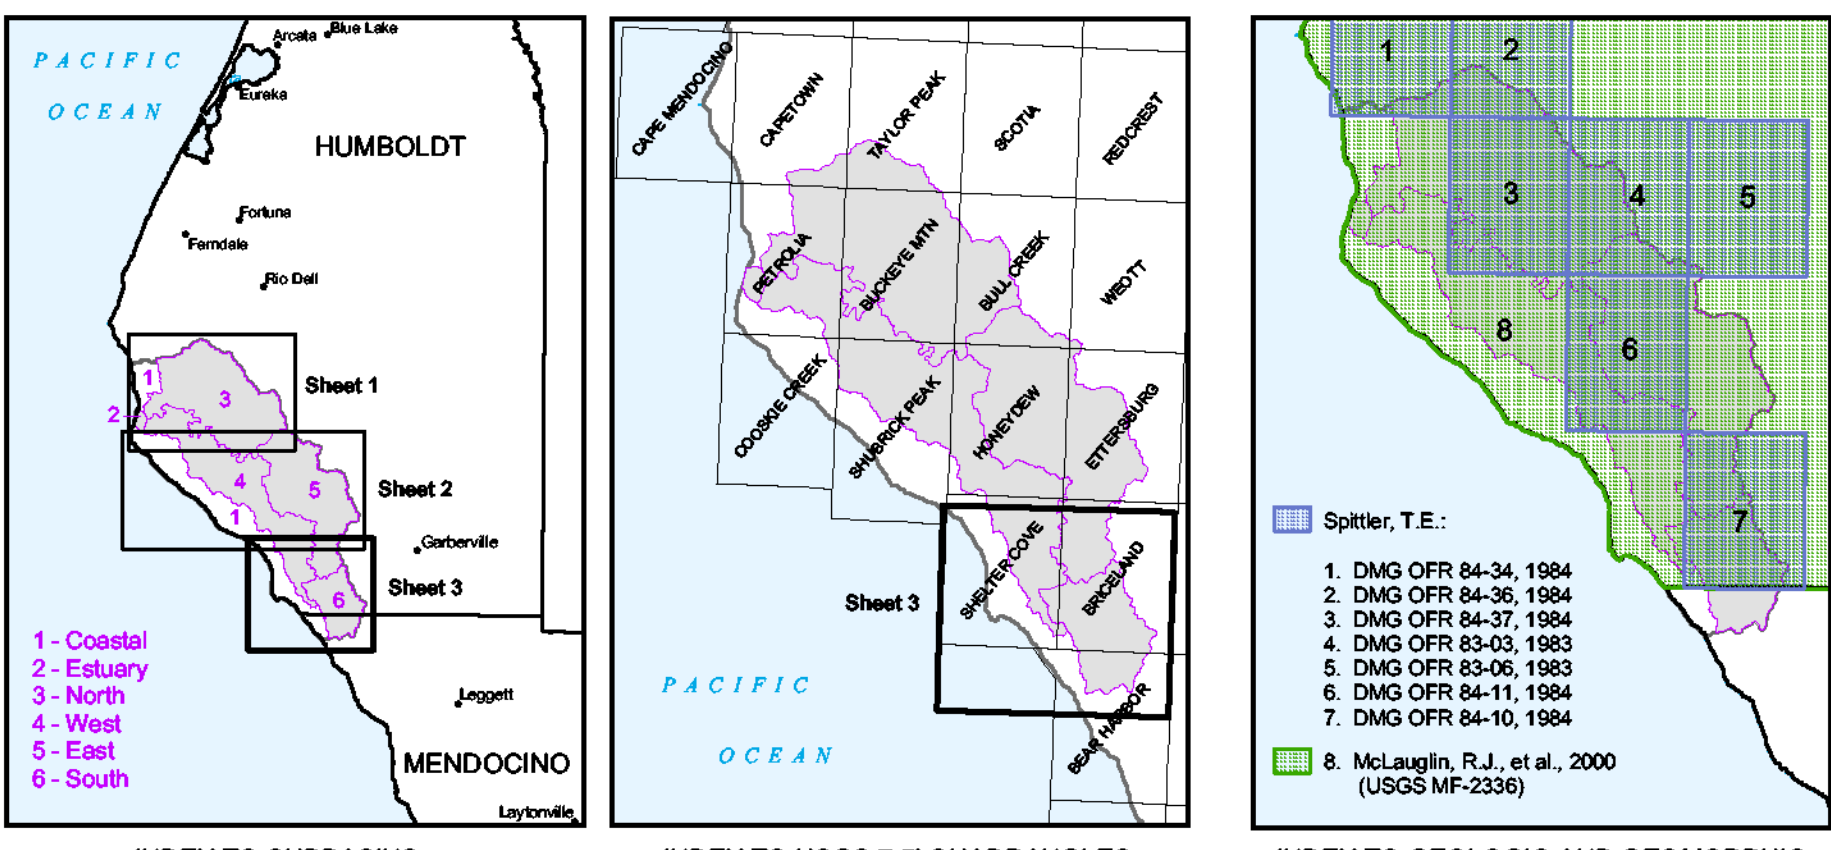 PACIFIC
OCEAN
Arcata
Blue Lake
Eureka
HUMBOLDT
Fortuna
Ferndale
Rio Dell
1
3
Sheet 1
2
4
5
Sheet 2
1
Garberville
Sheet 3
6
1 - Coastal
2 - Estuary
3 - North
4 - West
5 - East
6 - South
Leggett
MENDOCINO
Laytonville
CAPE MENDOCINO
CAPETOWN
TAYLOR PEAK
SCOTIA
REDCREST
PETROLIA
BUCKEYE MTN
BULL CREEK
WEOTT
COOSKIE CREEK
SHUBRICK PEAK
HONEYDEW
ETTERSBURG
SHELTER COVE
BRICELAND
Sheet 3
BEAR HARBOR
PACIFIC
OCEAN
1
2
3
4
5
8
6
7
Spittler, T.E.:
1. DMG OFR 84-34, 1984
2. DMG OFR 84-36, 1984
3. DMG OFR 84-37, 1984
4. DMG OFR 83-03, 1983
5. DMG OFR 83-06, 1983
6. DMG OFR 84-11, 1984
7. DMG OFR 84-10, 1984
8. McLauglin, R.J., et al., 2000
(USGS MF-2336)